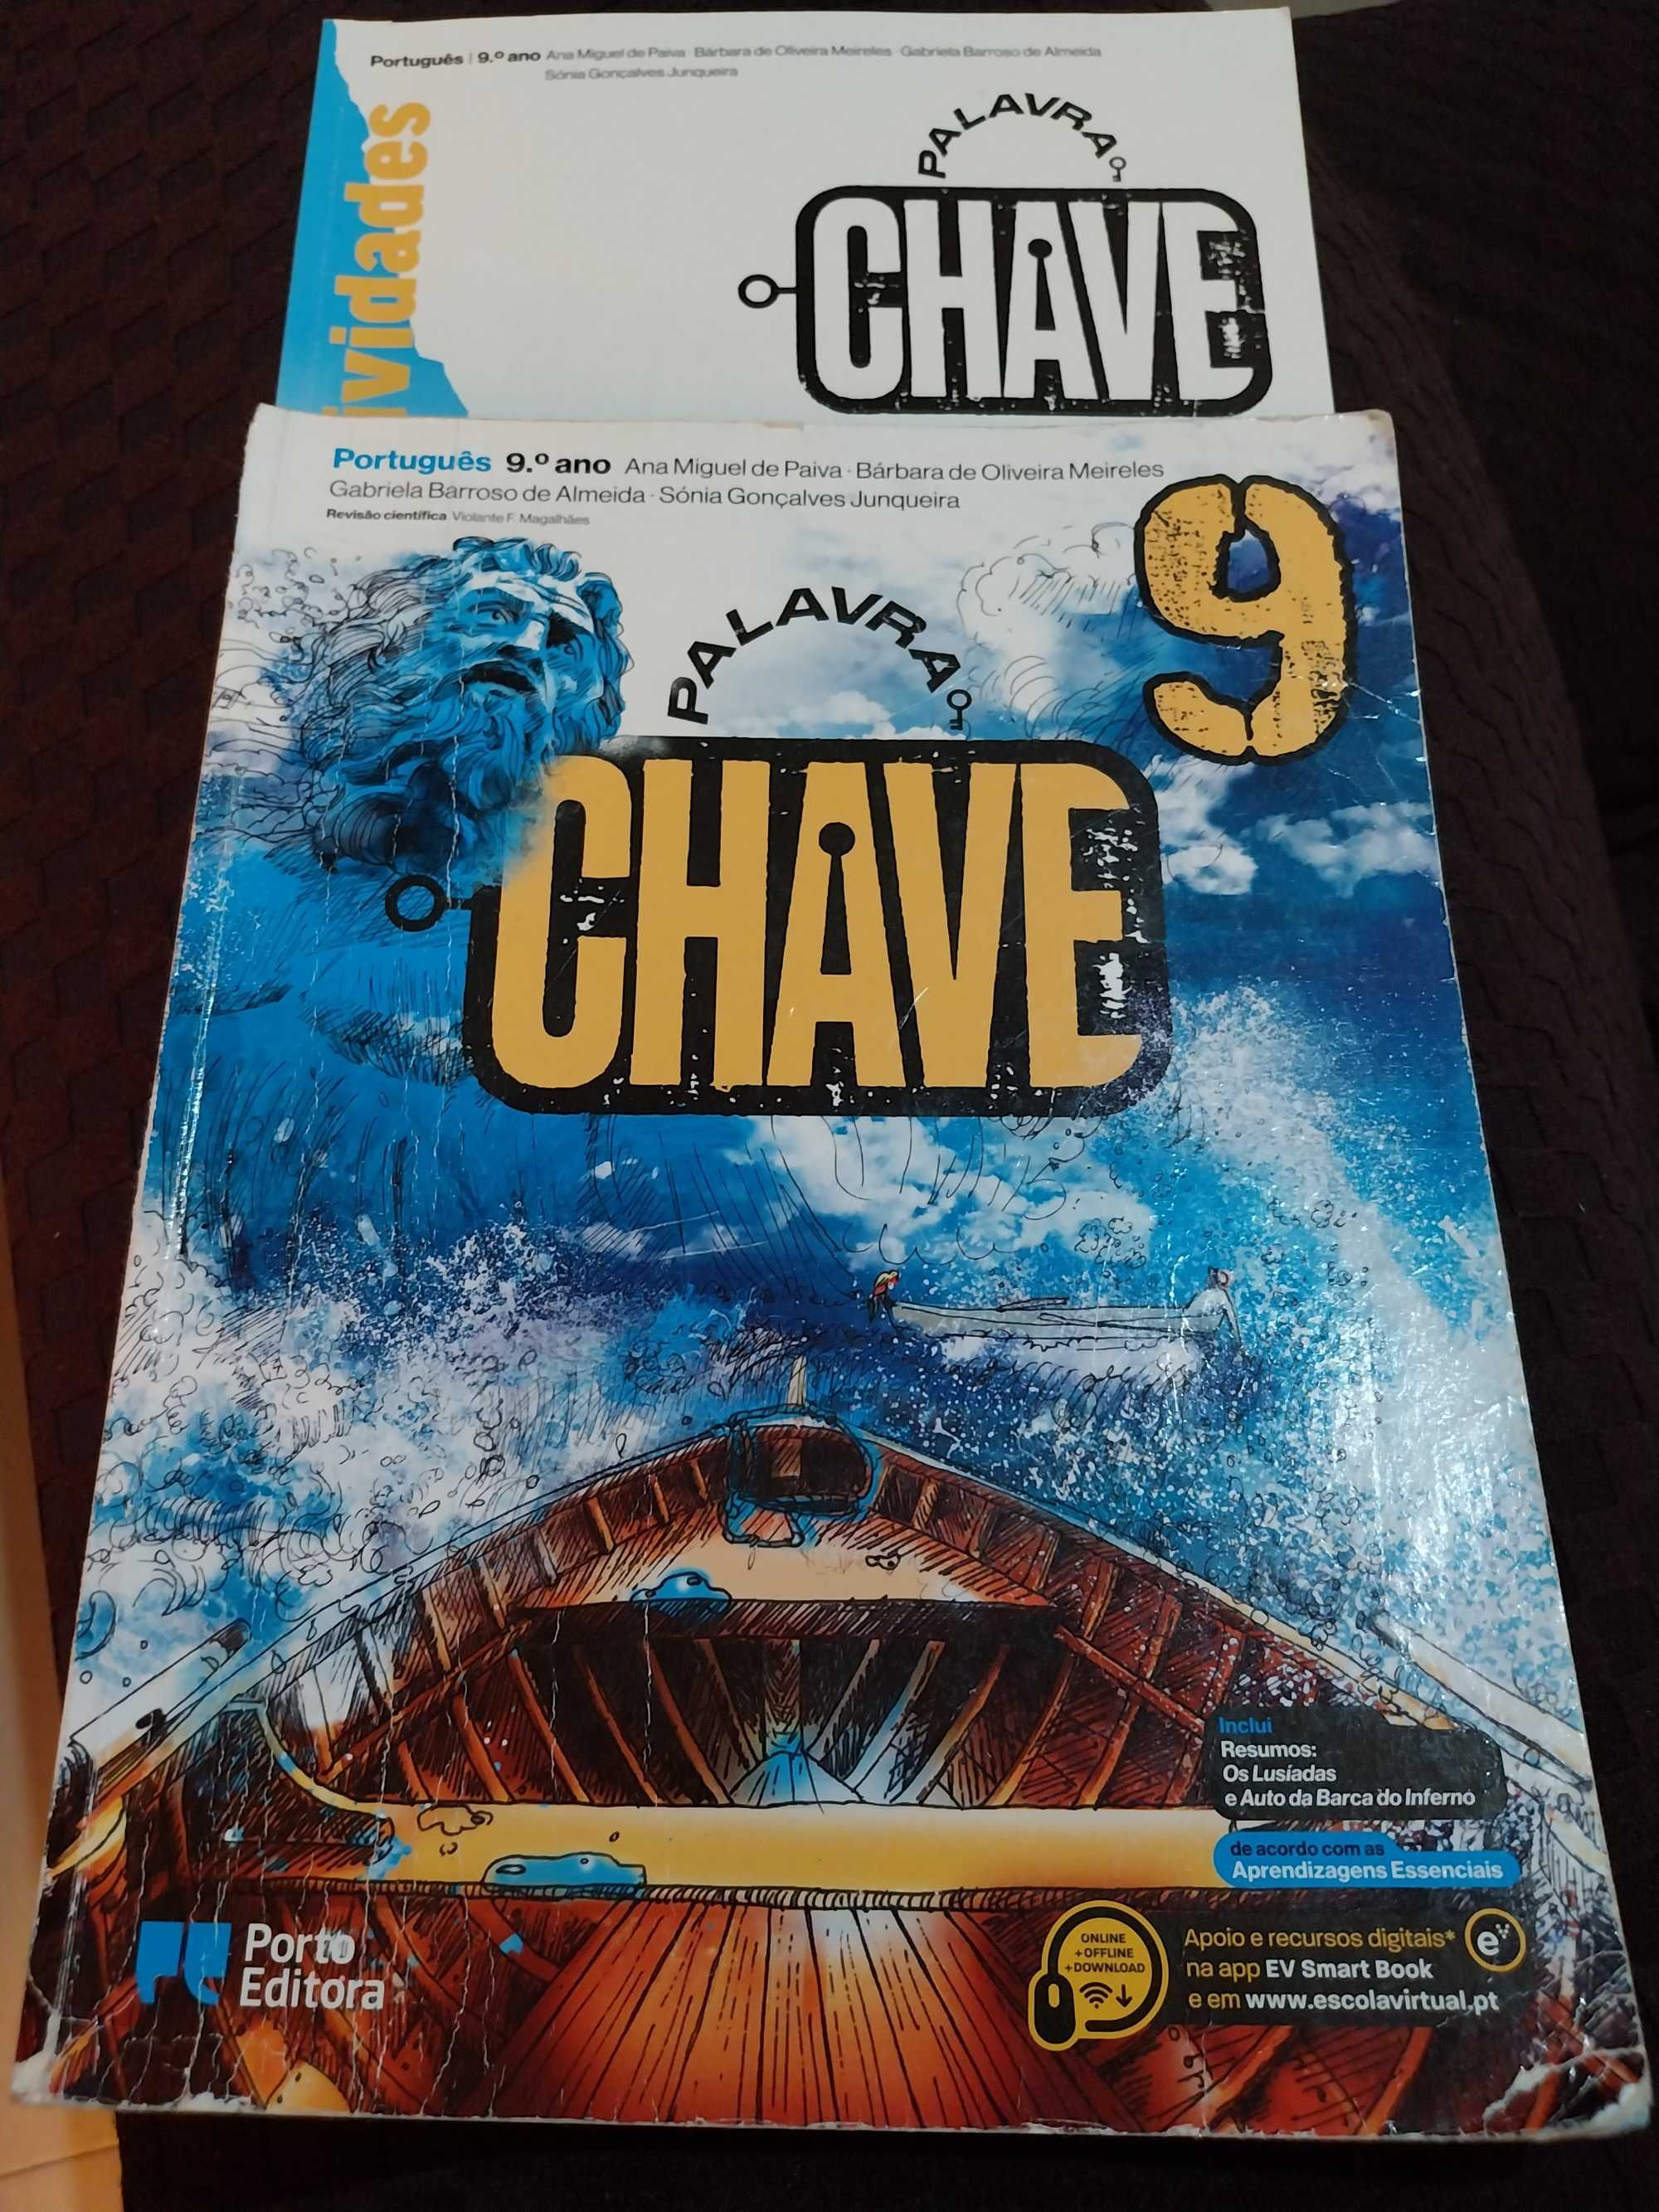 Português | 9.º ano Ana Miguel de Paiva · Bárbara de Oliveira Meireles · Gabriela Barroso de Almeida
Sónia Gonçalves Junqueira
ividades
PALAVRA
CHAVE
Português 9.º ano Ana Miguel de Paiva · Bárbara de Oliveira Meireles
Gabriela Barroso de Almeida · Sónia Gonçalves Junqueira
Revisão científica Violante F. Magalhães
9
PALAVRA
CHAVE
Inclui
Resumos:
Os Lusíadas
e Auto da Barca do Inferno
de acordo com as
Aprendizagens Essenciais
Porto
Editora
ONLINE
+OFFLINE
+DOWNLOAD
Apoio e recursos digitais*
na app EV Smart Book
e em www.escolavirtual.pt
e